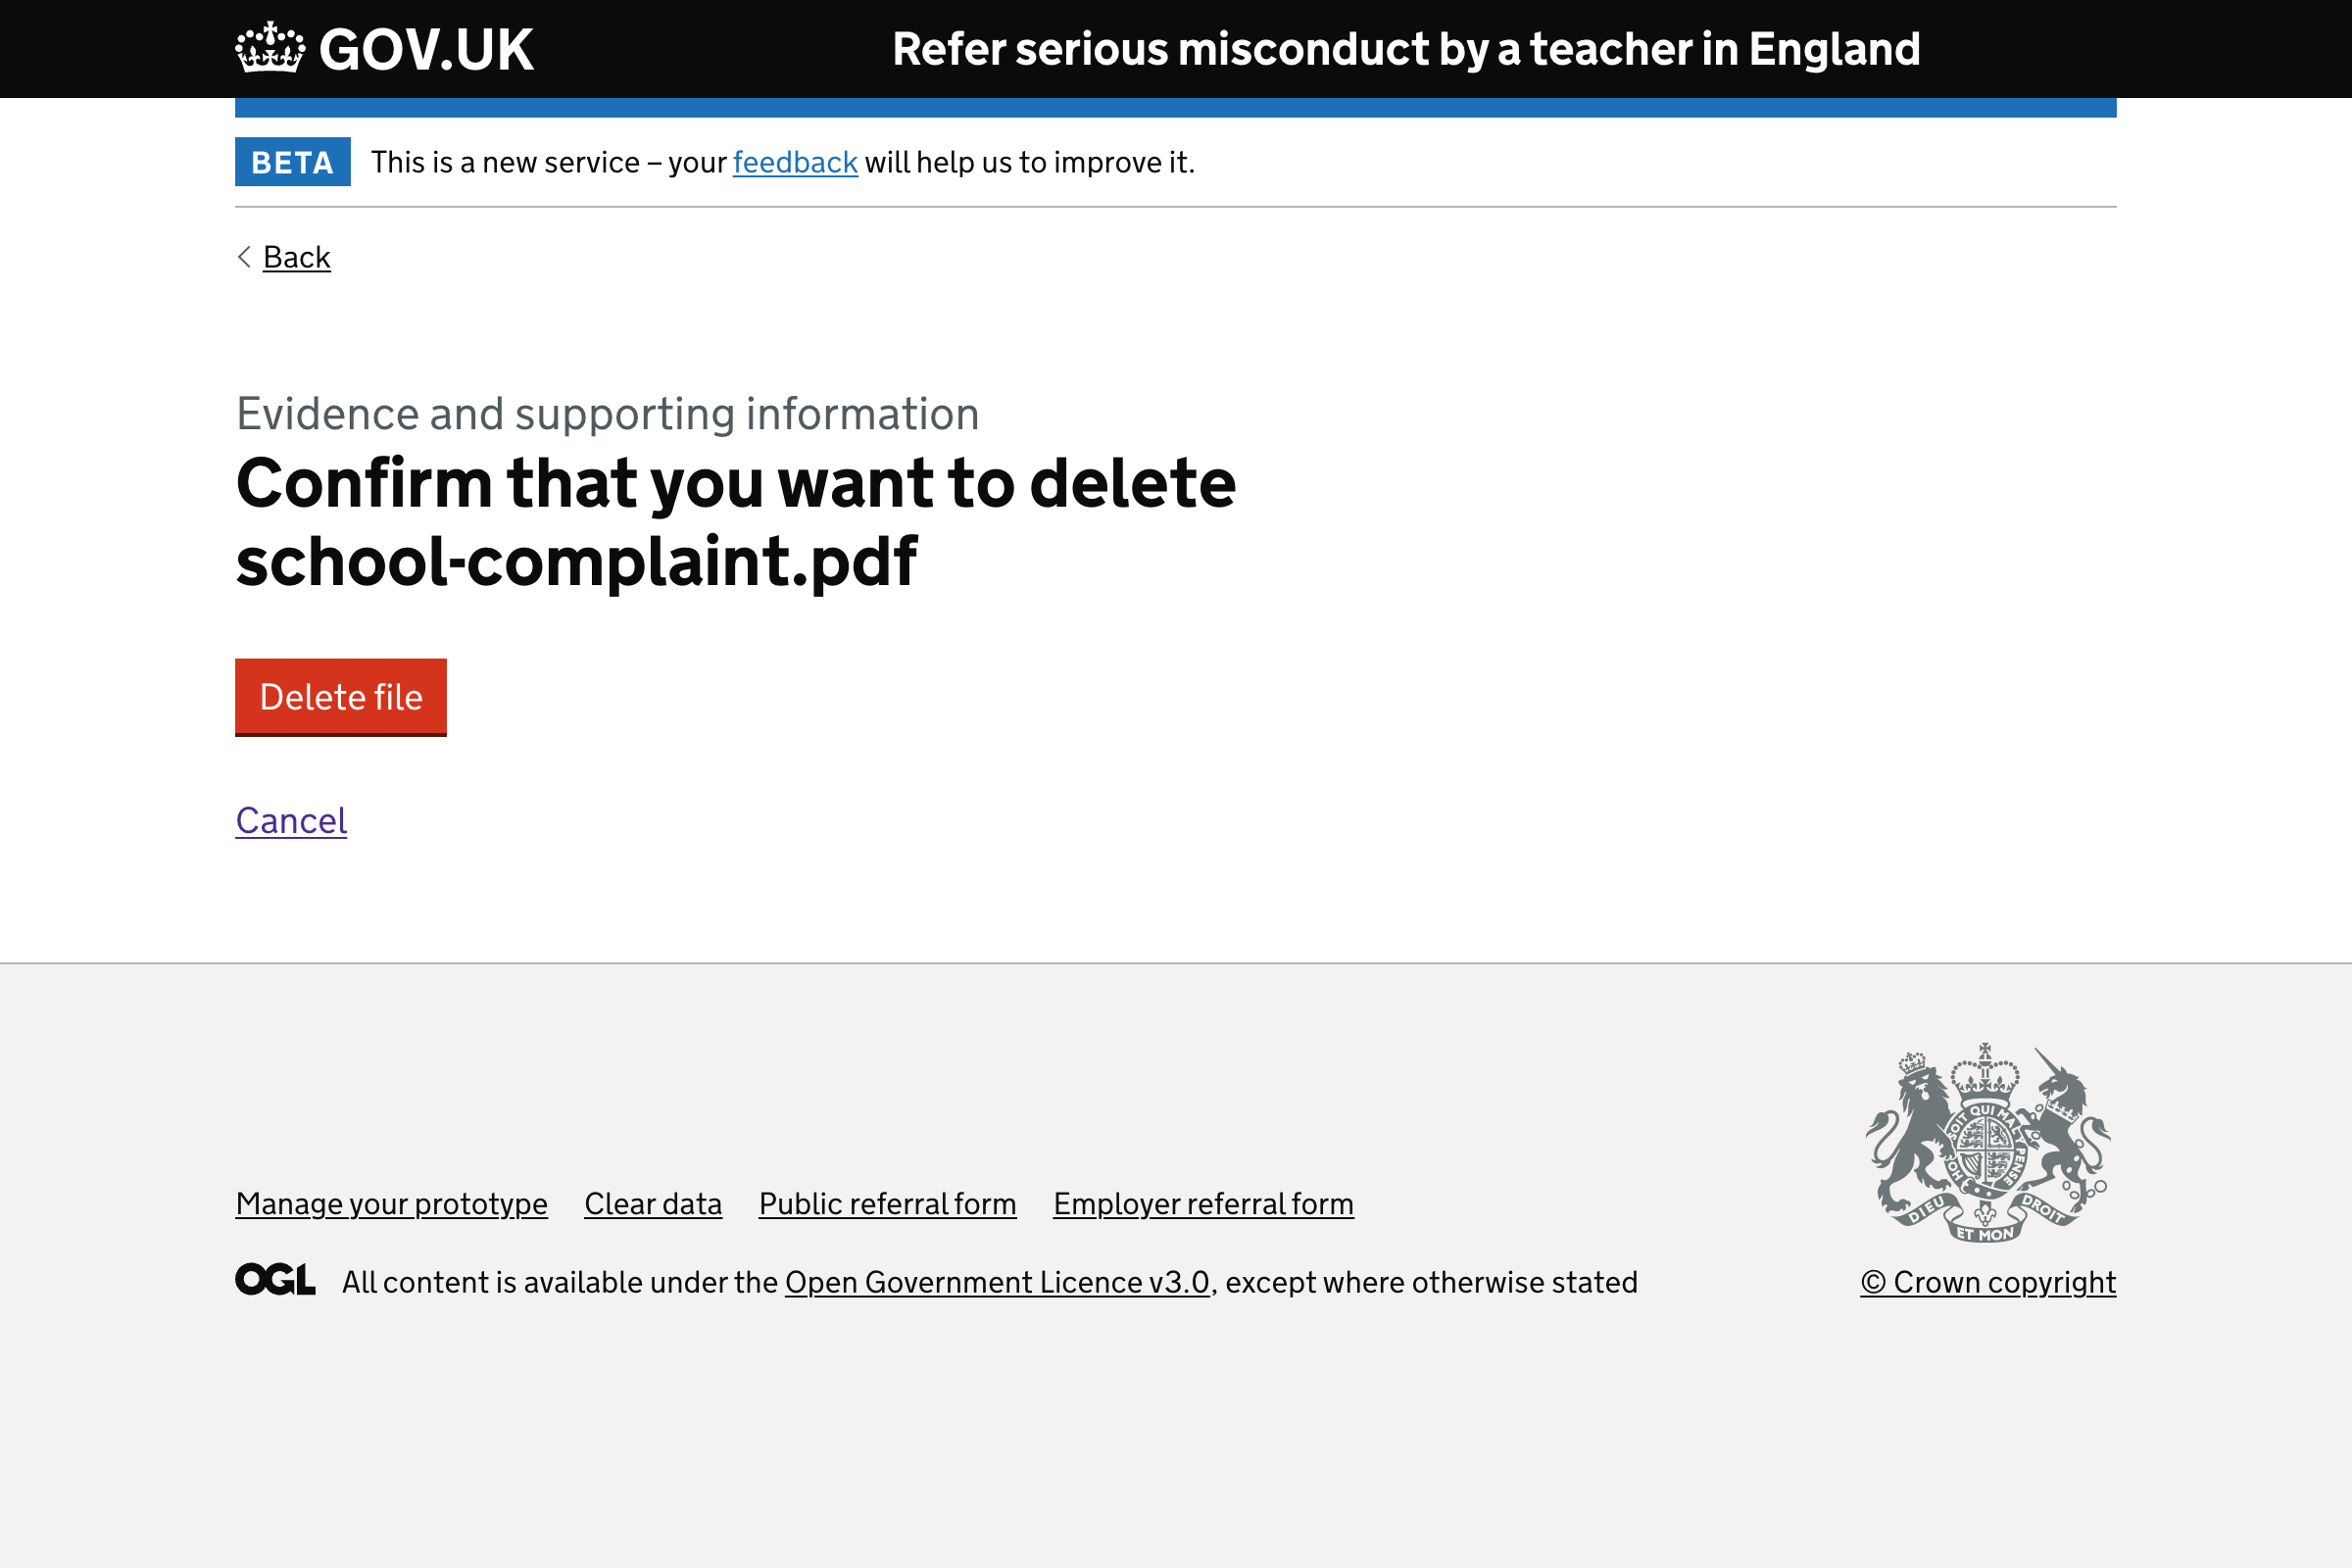 GOV.UK
Refer serious misconduct by a teacher in England
BETA
This is a new service – your feedback will help us to improve it.
Back
Evidence and supporting information
Confirm that you want to delete
school-complaint.pdf
Delete file
Cancel
Manage your prototype
Clear data
Public referral form
Employer referral form
OGL
All content is available under the Open Government Licence v3.0, except where otherwise stated
SOIT QUI MAL Y PENSE
DIEU ET MON DROIT
© Crown copyright